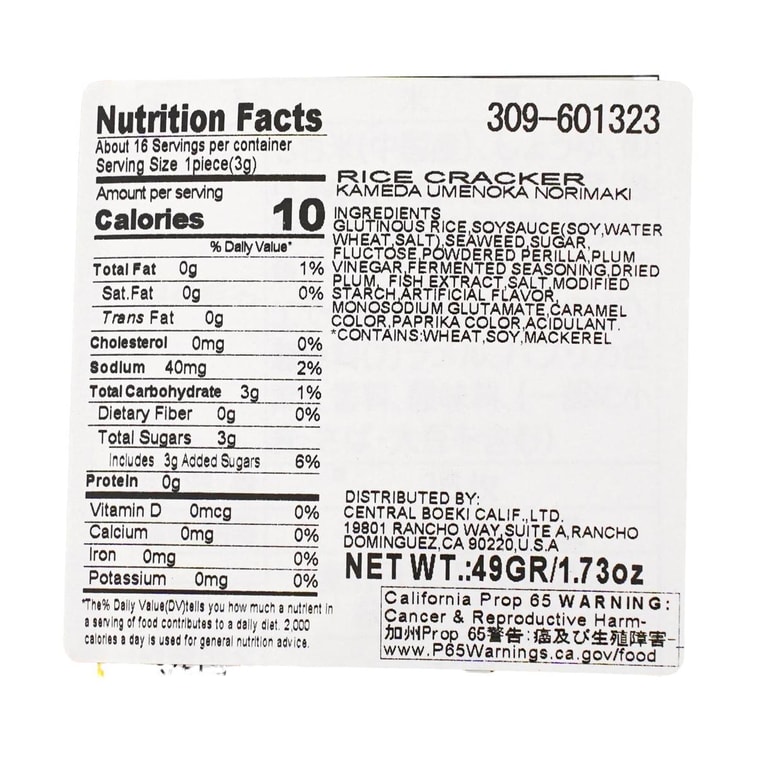 Nutrition Facts
About 16 Servings per container
Serving Size 1piece(3g)
Amount per serving
Calories 10
% Daily Value*
Total Fat 0g 1%
Sat.Fat 0g 0%
Trans Fat 0g
Cholesterol 0mg 0%
Sodium 40mg 2%
Total Carbohydrate 3g 1%
Dietary Fiber 0g 0%
Total Sugars 3g
Includes 3g Added Sugars 6%
Protein 0g
Vitamin D 0mcg 0%
Calcium 0mg 0%
Iron 0mg 0%
Potassium 0mg 0%
*The% Daily Value(DV)tells you how much a nutrient in
a serving of food contributes to a daily diet. 2,000
calories a day is used for general nutrition advice.
309-601323
RICE CRACKER
KAMEDA UMENOKA NORIMAKI
INGREDIENTS
GLUTINOUS RICE,SOYSAUCE(SOY,WATER
WHEAT,SALT),SEAWEED,SUGAR,
FLUCTOSE,POWDERED PERILLA,PLUM
VINEGAR,FERMENTED SEASONING,DRIED
PLUM, FISH EXTRACT,SALT,MODIFIED
STARCH,ARTIFICIAL FLAVOR,
MONOSODIUM GLUTAMATE,CARAMEL
COLOR,PAPRIKA COLOR,ACIDULANT.
*CONTAINS:WHEAT,SOY,MACKEREL
DISTRIBUTED BY:
CENTRAL BOEKI CALIF.,LTD.
19801 RANCHO WAY,SUITE A,RANCHO
DOMINGUEZ,CA 90220,U.S.A
NET WT.:49GR/1.73oz
California Prop 65 WARNING:
Cancer & Reproductive Harm-
加州Prop 65警告:癌及び生殖障害-
www.P65Warnings.ca.gov/food